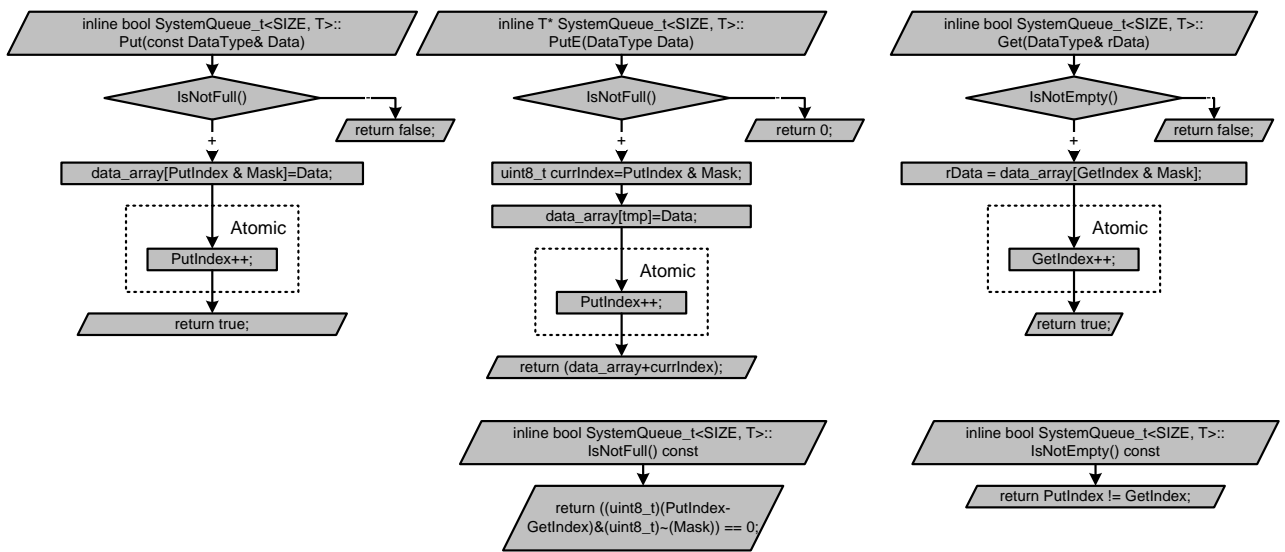 inline bool SystemQueue_t<SIZE, T>::
Put(const DataType& Data)
IsNotFull()
-
return false;
+
data_array[PutIndex & Mask]=Data;
Atomic
PutIndex++;
return true;
inline T* SystemQueue_t<SIZE, T>::
PutE(DataType Data)
IsNotFull()
-
return 0;
+
uint8_t currIndex=PutIndex & Mask;
data_array[tmp]=Data;
Atomic
PutIndex++;
return (data_array+currIndex);
inline bool SystemQueue_t<SIZE, T>::
Get(DataType& rData)
IsNotEmpty()
-
return false;
+
rData = data_array[GetIndex & Mask];
Atomic
GetIndex++;
return true;
inline bool SystemQueue_t<SIZE, T>::
IsNotFull() const
return ((uint8_t)(PutIndex-
GetIndex)&(uint8_t)~(Mask)) == 0;
inline bool SystemQueue_t<SIZE, T>::
IsNotEmpty() const
return PutIndex != GetIndex;